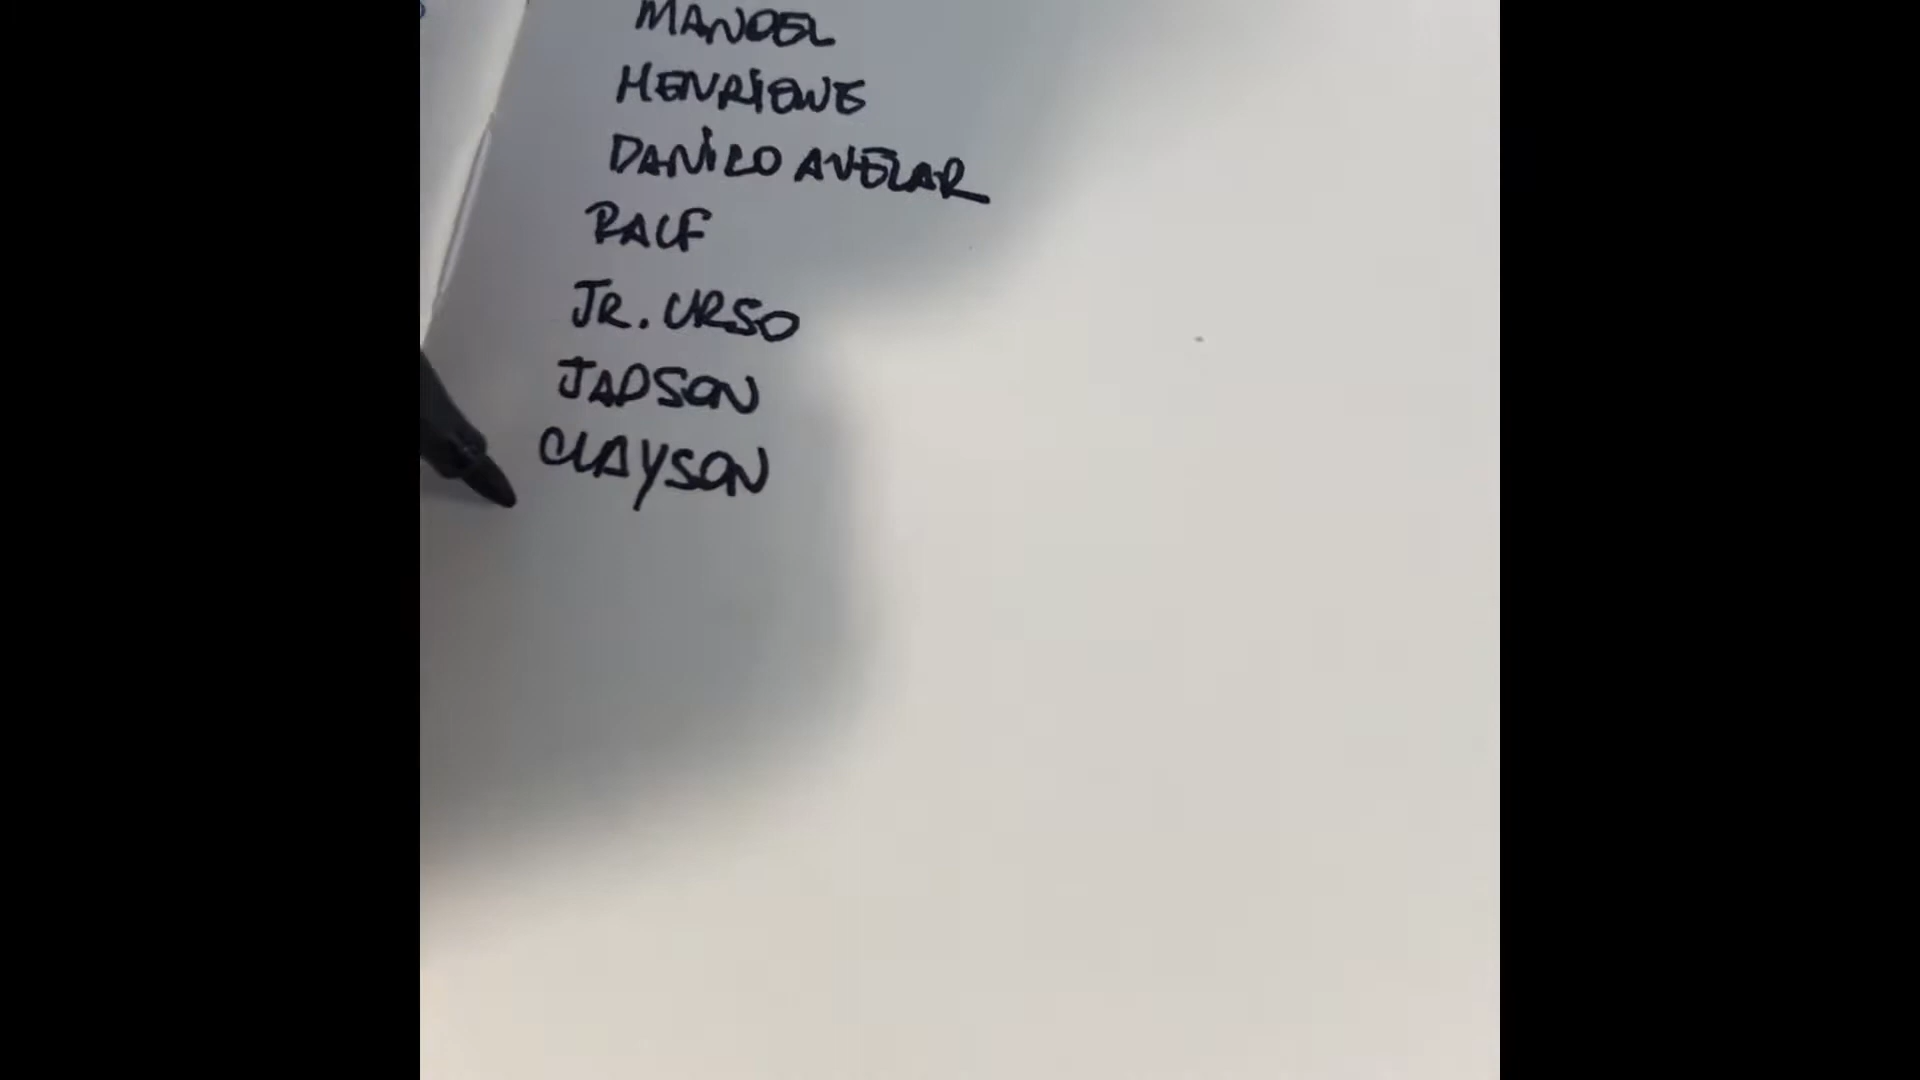 MANOEL
HENRIQUE
DANILO AVELAR
RALF
JR. URSO
JADSON
CLAYSON